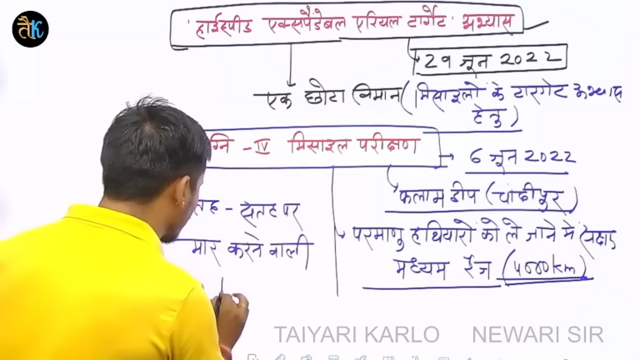 तैK
हाईस्पीड एक्सपैंडेबल एरियल टार्गेट अभ्यास
29 जून 2022
एक छोटा विमान (मिसाइलों के टारगेट अभ्यास
हेतु)
ग्नि - IV मिसाइल परीक्षण
6 जून 2022
कलाम द्वीप (चांदीपुर)
तह - सतह पर
मार करने वाली
परमाणु हथियारो को ले जाने में सक्षम
मध्यम रेंज (4000km)
TAIYARI KARLO NEWARI SIR